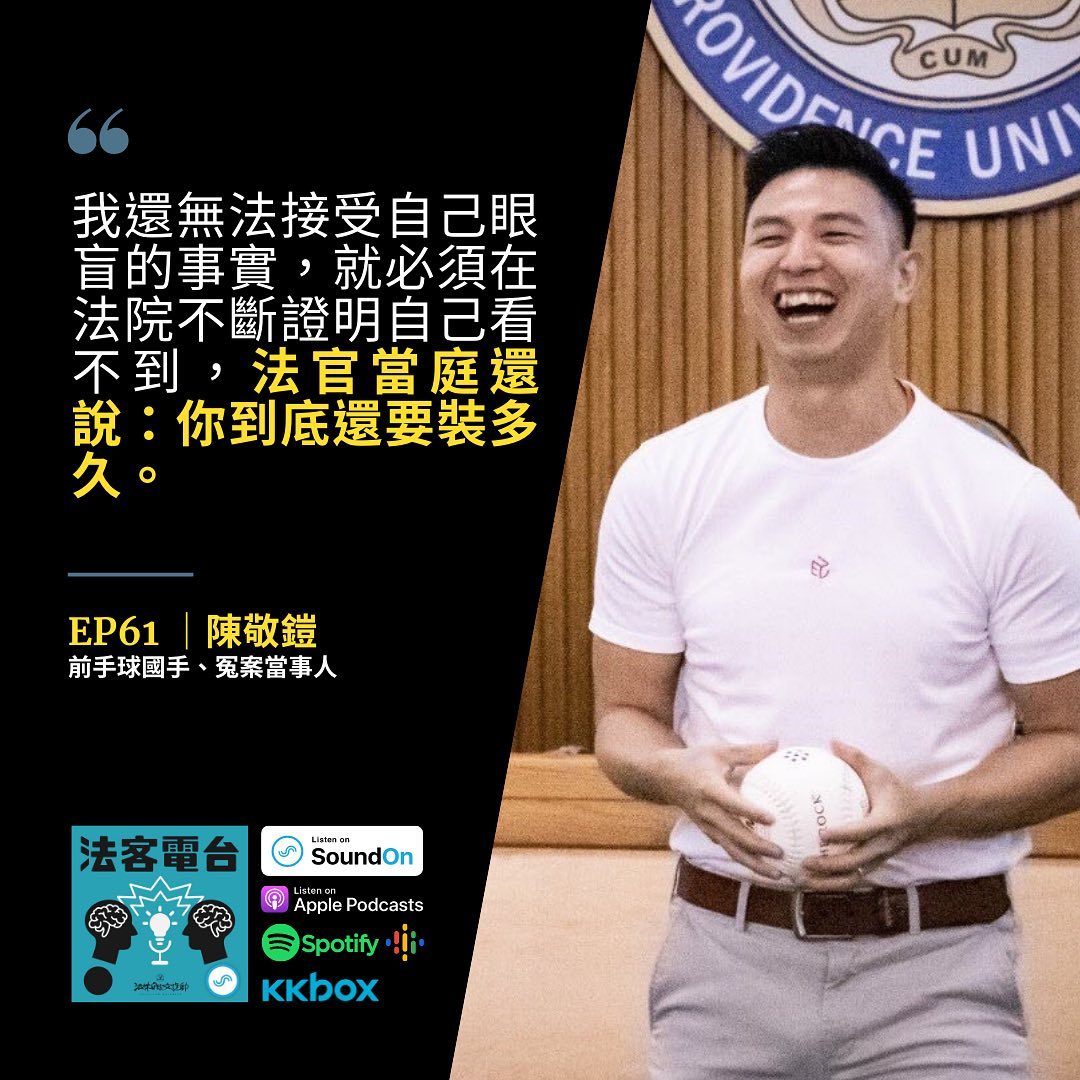 CUM
ROVIDENCE UNIV
我還無法接受自己眼
盲的事實，就必須在
法院不斷證明自己看
不到，法官當庭還
說：你到底還要裝多
久。
EP61｜陳敬鎧
前手球國手、冤案當事人
法客電台
Listen on
SoundOn
Listen on
Apple Podcasts
Spotify
KKBOX